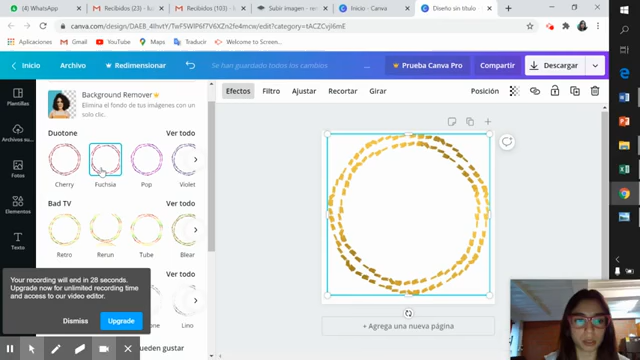 (4) WhatsApp
Recibidos (23) -
Recibidos (103) -
Subir imagen - re
Inicio - Canva
Diseño sin título
canva.com/design/
/edit?category=tACZCvjI6mE
Aplicaciones
Gmail
YouTube
Maps
Traducir
Welcome to Screen...
Inicio
Archivo
Redimensionar
Se han guardado todos los cambios
...
Prueba Canva Pro
Compartir
Descargar
Plantillas
Archivos su...
Fotos
Elementos
Texto
Background Remover
Elimina el fondo de tus imágenes con un
solo clic.
Efectos
Filtro
Ajustar
Recortar
Girar
Posición
Duotone
Ver todo
Cherry
Fuchsia
Pop
Violet
Bad TV
Ver todo
Retro
Rerun
Tube
Blear
Your recording will end in 28 seconds.
Upgrade now for unlimited recording time
and access to our video editor.
Dismiss
Upgrade
Ver todo
Lino
+ Agrega una nueva página
pueden gustar